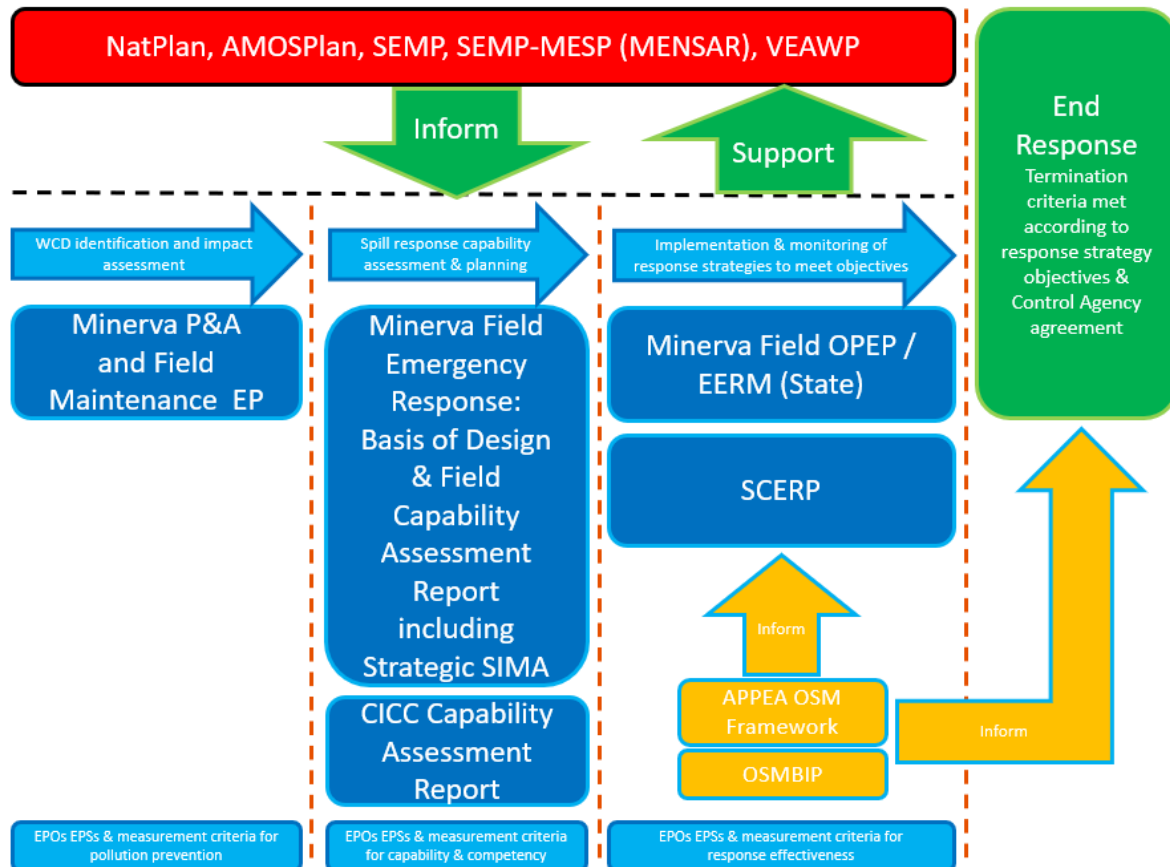 NatPlan, AMOSPlan, SEMP, SEMP-MESP (MENSAR), VEAWP
Inform
Support
End
Response
Termination
criteria met
according to
response strategy
objectives &
Control Agency
agreement
WCD identification and impact
assessment
Spill response capability
assessment & planning
Implementation & monitoring of
response strategies to meet objectives
Minerva P&A
and Field
Maintenance EP
Minerva Field
Emergency
Response:
Basis of Design
& Field
Capability
Assessment
Report
including
Strategic SIMA
Minerva Field OPEP /
EERM (State)
SCERP
Inform
CICC Capability
Assessment
Report
APPEA OSM
Framework
OSMBIP
Inform
EPOs EPSs & measurement criteria for
pollution prevention
EPOs EPSs & measurement criteria
for capability & competency
EPOs EPSs & measurement criteria for
response effectiveness